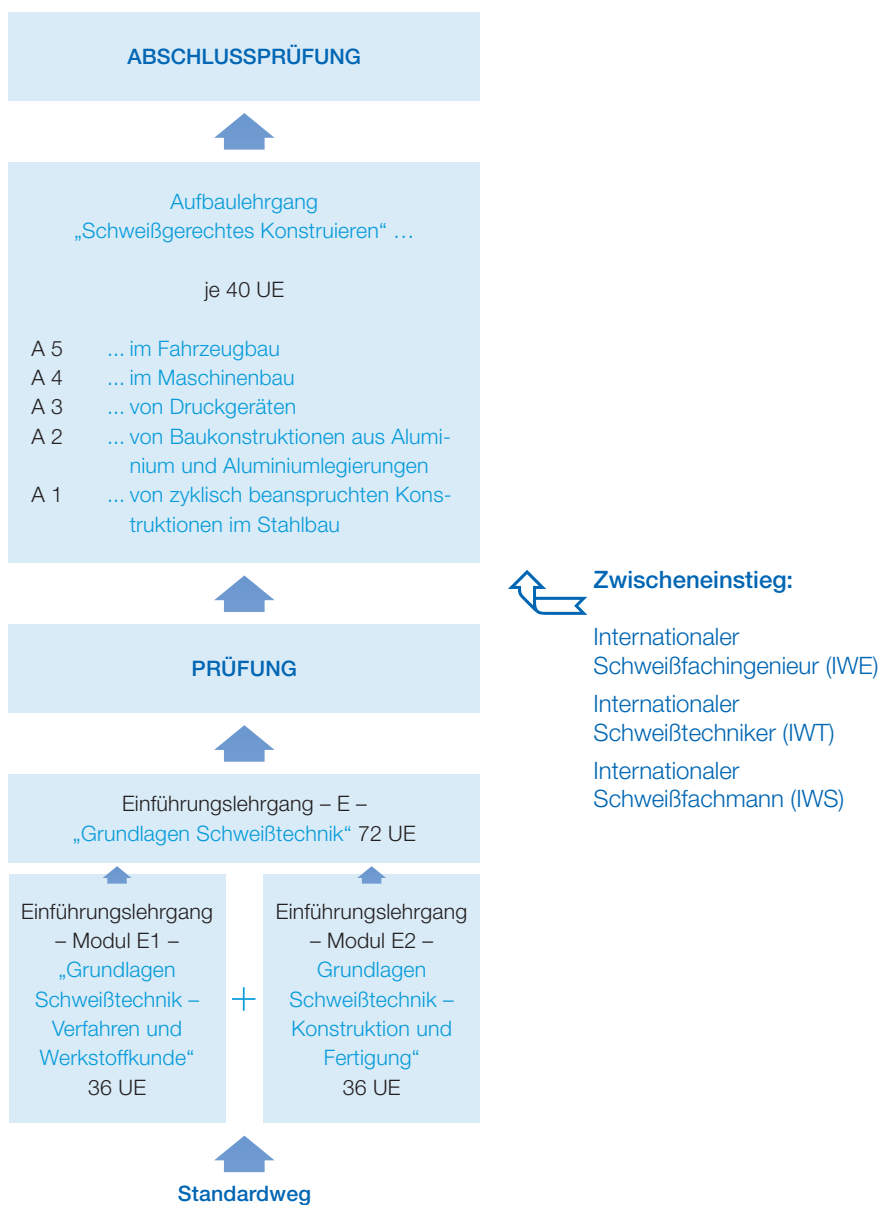 ABSCHLUSSPRÜFUNG
Aufbaulehrgang
„Schweißgerechtes Konstruieren“ …
je 40 UE
A 5 ... im Fahrzeugbau
A 4 ... im Maschinenbau
A 3 ... von Druckgeräten
A 2 ... von Baukonstruktionen aus Alumi-
nium und Aluminiumlegierungen
A 1 ... von zyklisch beanspruchten Kons-
truktionen im Stahlbau
Zwischeneinstieg:
Internationaler
Schweißfachingenieur (IWE)
Internationaler
Schweißtechniker (IWT)
Internationaler
Schweißfachmann (IWS)
PRÜFUNG
Einführungslehrgang – E –
„Grundlagen Schweißtechnik“ 72 UE
Einführungslehrgang
– Modul E1 –
„Grundlagen
Schweißtechnik –
Verfahren und
Werkstoffkunde“
36 UE
+
Einführungslehrgang
– Modul E2 –
Grundlagen
Schweißtechnik –
Konstruktion und
Fertigung“
36 UE
Standardweg